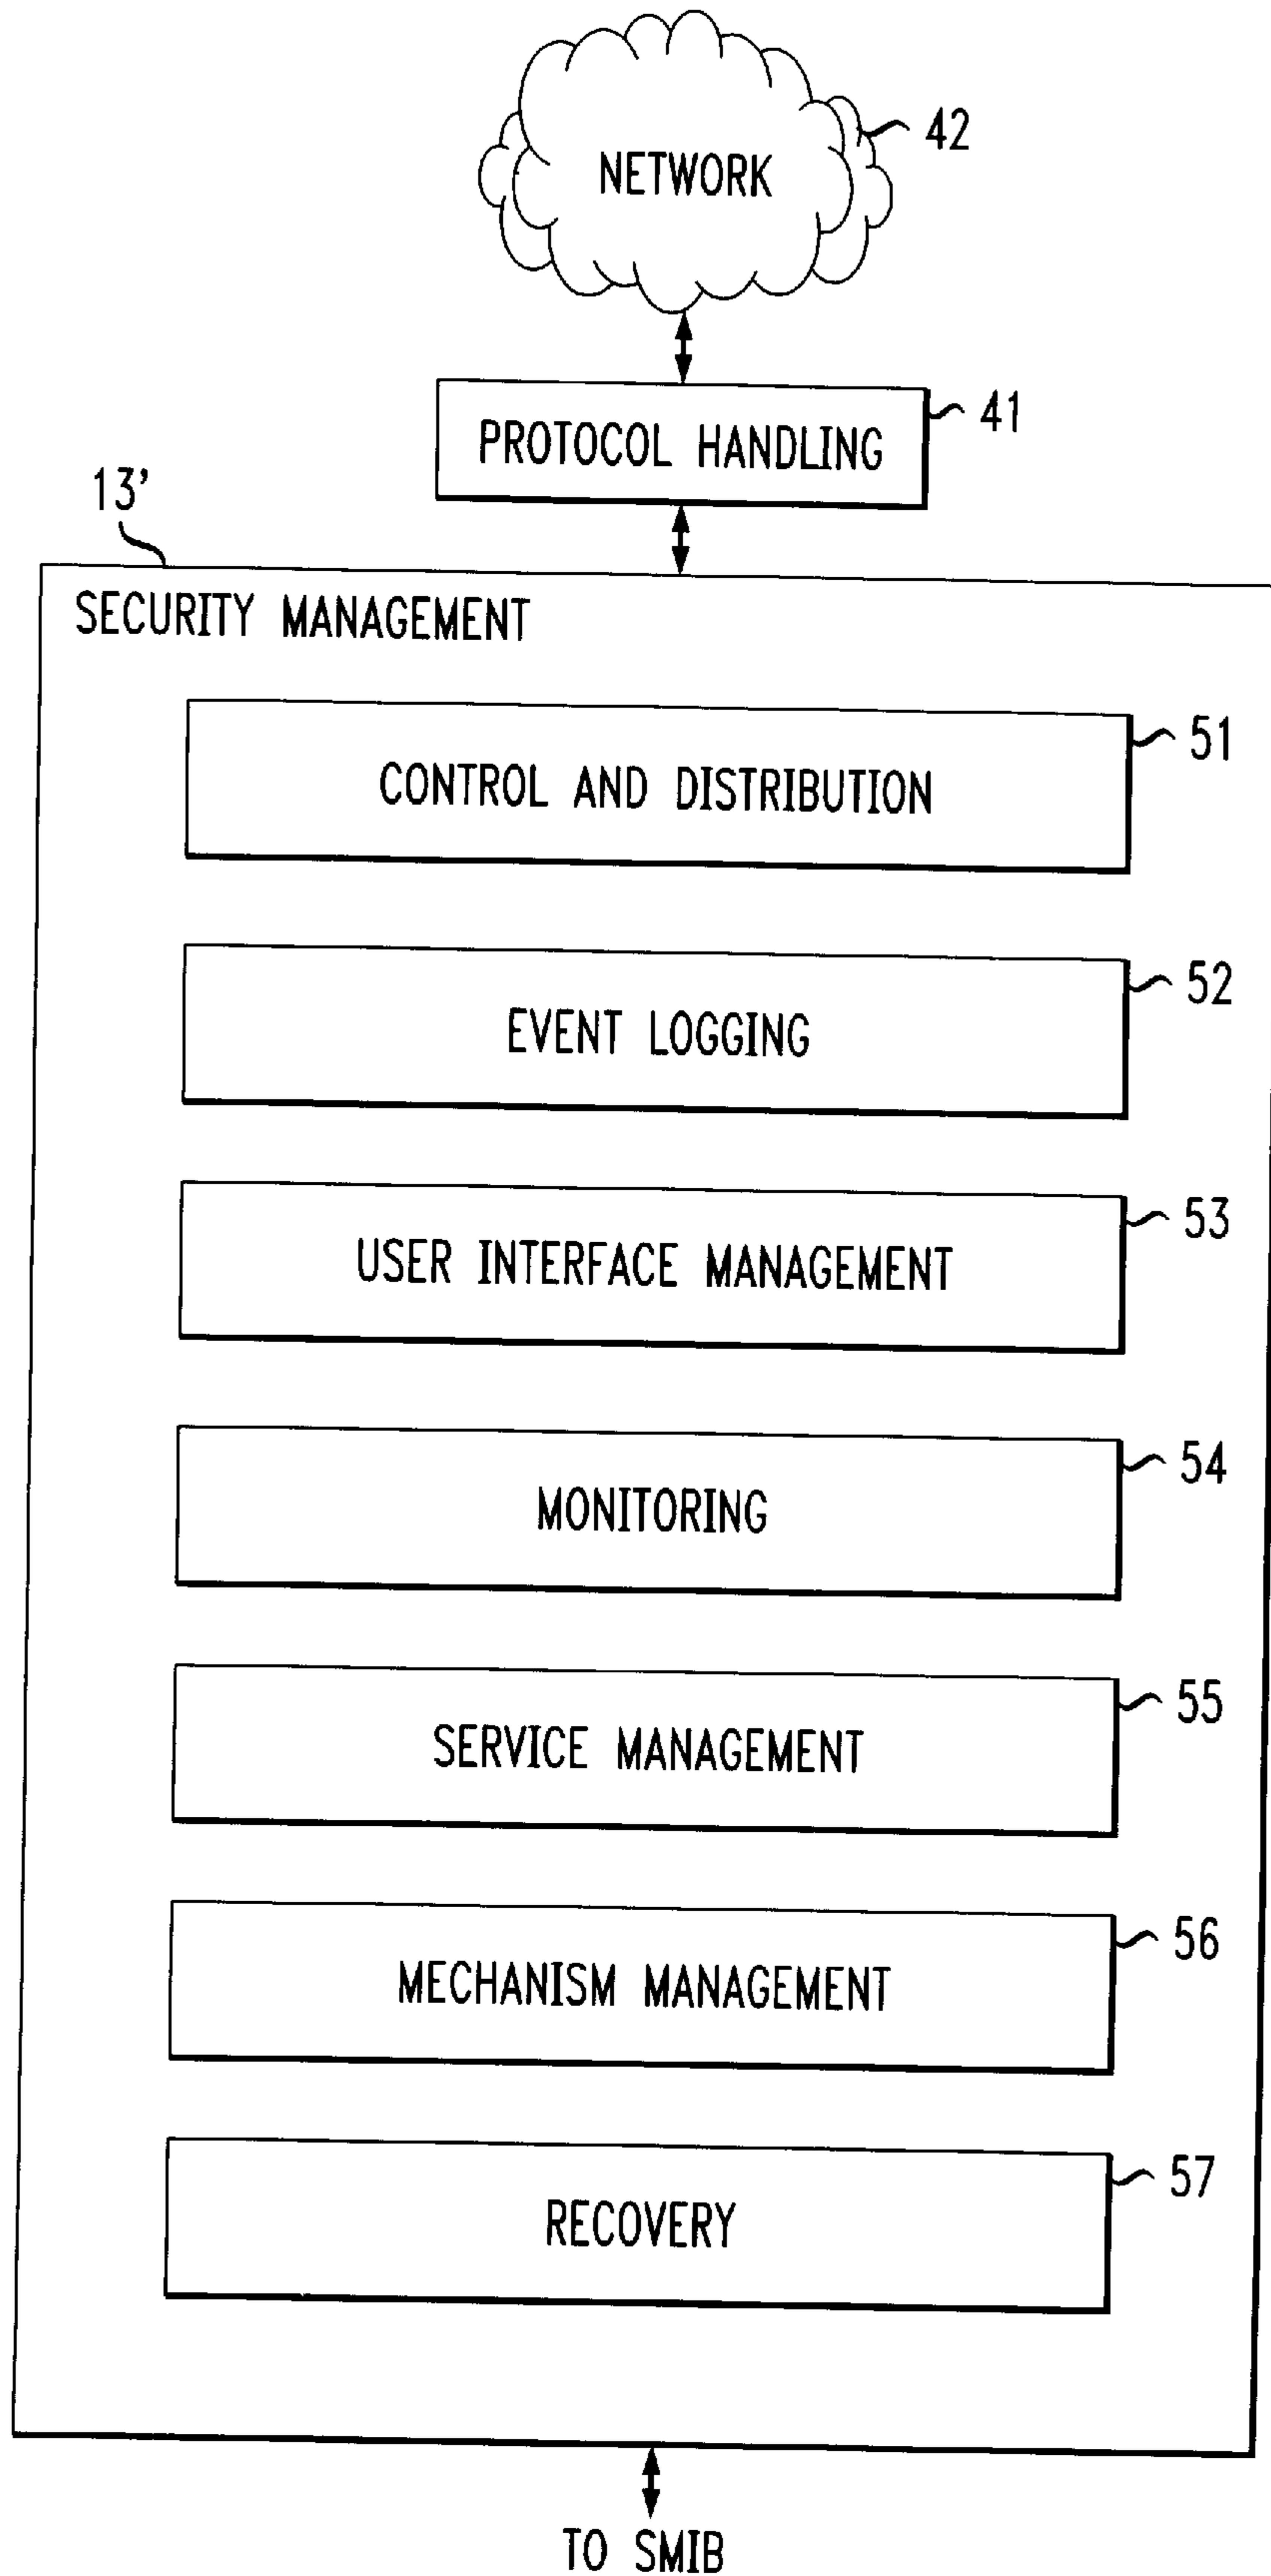 NETWORK
42
PROTOCOL HANDLING
41
13'
SECURITY MANAGEMENT
CONTROL AND DISTRIBUTION
51
EVENT LOGGING
52
USER INTERFACE MANAGEMENT
53
MONITORING
54
SERVICE MANAGEMENT
55
MECHANISM MANAGEMENT
56
RECOVERY
57
TO SMIB